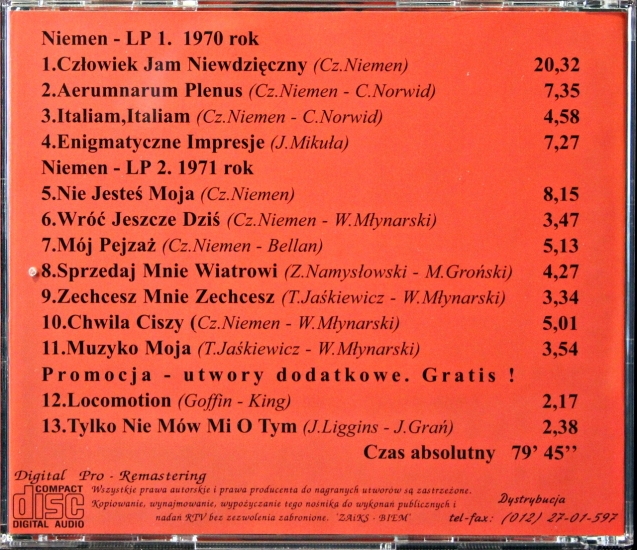 Niemen - LP 1. 1970 rok
1.Człowiek Jam Niewdzięczny (Cz.Niemen) 20,32
2.Aerumnarum Plenus (Cz.Niemen - C.Norwid) 7,35
3.Italiam,Italiam (Cz.Niemen - C.Norwid) 4,58
4.Enigmatyczne Impresje (J.Mikuła) 7,27
Niemen - LP 2. 1971 rok
5.Nie Jesteś Moja (Cz.Niemen) 8,15
6.Wróć Jeszcze Dziś (Cz.Niemen - W.Młynarski) 3,47
7.Mój Pejzaż (Cz.Niemen - Bellan) 5,13
8.Sprzedaj Mnie Wiatrowi (Z.Namysłowski - M.Groński) 4,27
9.Zechcesz Mnie Zechcesz (T.Jaśkiewicz - W.Młynarski) 3,34
10.Chwila Ciszy (Cz.Niemen - W.Młynarski) 5,01
11.Muzyko Moja (T.Jaśkiewicz - W.Młynarski) 3,54
Promocja - utwory dodatkowe. Gratis !
12.Locomotion (Goffin - King) 2,17
13.Tylko Nie Mów Mi O Tym (J.Liggins - J.Grań) 2,38
Czas absolutny 79' 45''
Digital Pro - Remastering
COMPACT
disc
DIGITAL AUDIO
Wszystkie prawa autorskie i prawa producenta do nagranych utworów są zastrzeżone.
Kopiowanie, wynajmowanie, wypożyczanie tego nośnika do wykonań publicznych i
nadań RTV bez zezwolenia zabronione. 'ZAiKS - BIEM'
Dystrybucja
tel-fax: (012) 27-01-597